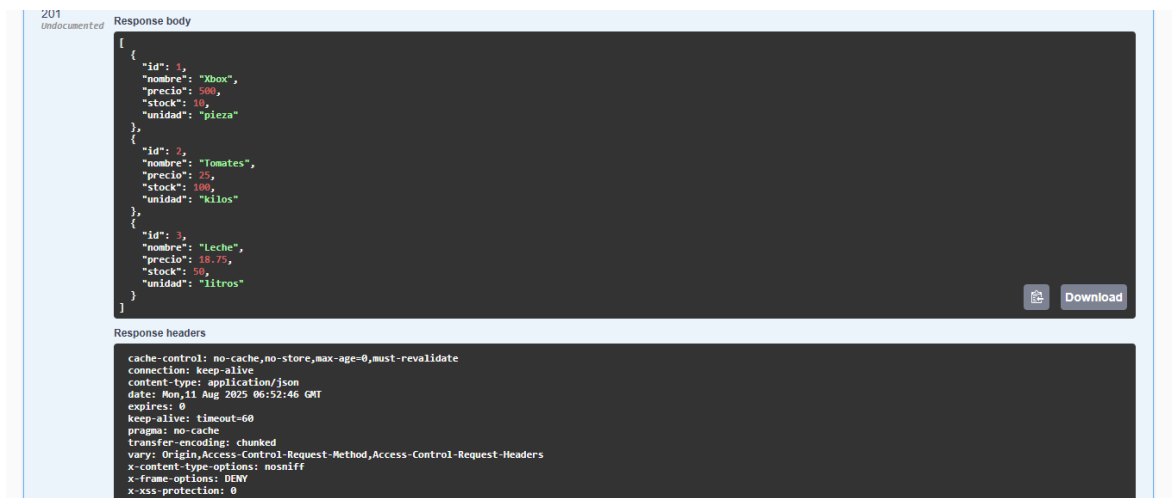 201
Undocumented
Response body
[
  {
    "id": 1,
    "nombre": "Xbox",
    "precio": 500,
    "stock": 10,
    "unidad": "pieza"
  },
  {
    "id": 2,
    "nombre": "Tomates",
    "precio": 25,
    "stock": 100,
    "unidad": "kilos"
  },
  {
    "id": 3,
    "nombre": "Leche",
    "precio": 18.75,
    "stock": 50,
    "unidad": "litros"
  }
]
Download
Response headers
cache-control: no-cache,no-store,max-age=0,must-revalidate
connection: keep-alive
content-type: application/json
date: Mon,11 Aug 2025 06:52:46 GMT
expires: 0
keep-alive: timeout=60
pragma: no-cache
transfer-encoding: chunked
vary: Origin,Access-Control-Request-Method,Access-Control-Request-Headers
x-content-type-options: nosniff
x-frame-options: DENY
x-xss-protection: 0